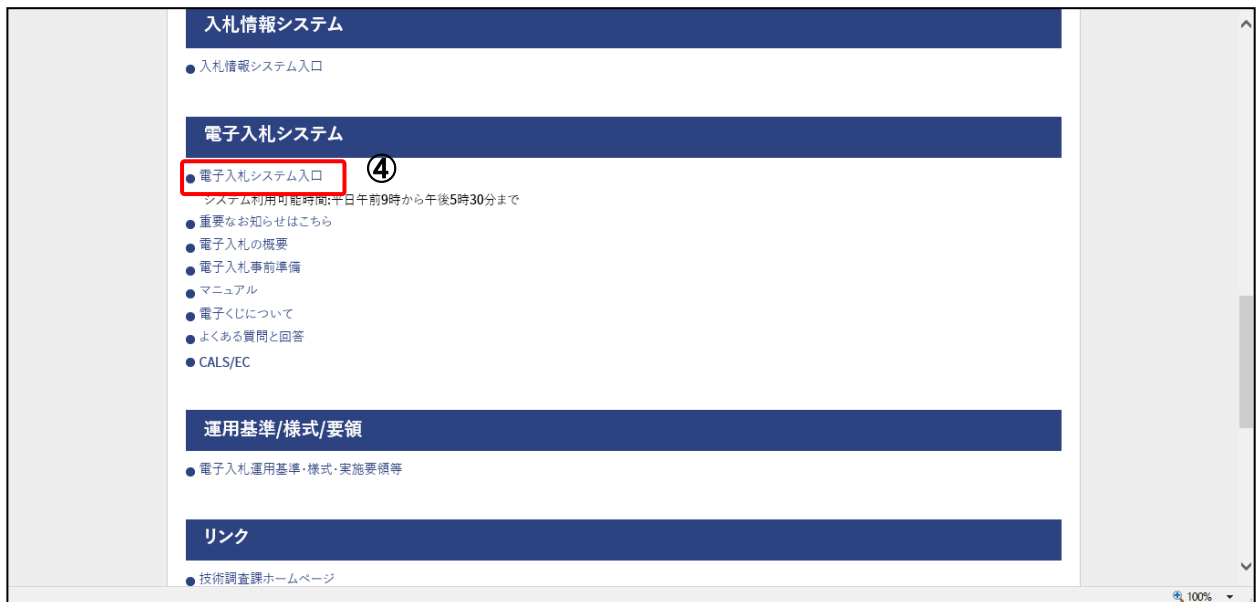 入札情報システム
● 入札情報システム入口
電子入札システム
● 電子入札システム入口
④
システム利用可能時間:平日午前9時から午後5時30分まで
● 重要なお知らせはこちら
● 電子入札の概要
● 電子入札事前準備
● マニュアル
● 電子くじについて
● よくある質問と回答
● CALS/EC
運用基準/様式/要領
● 電子入札運用基準・様式・実施要領等
リンク
● 技術調査課ホームページ
100%